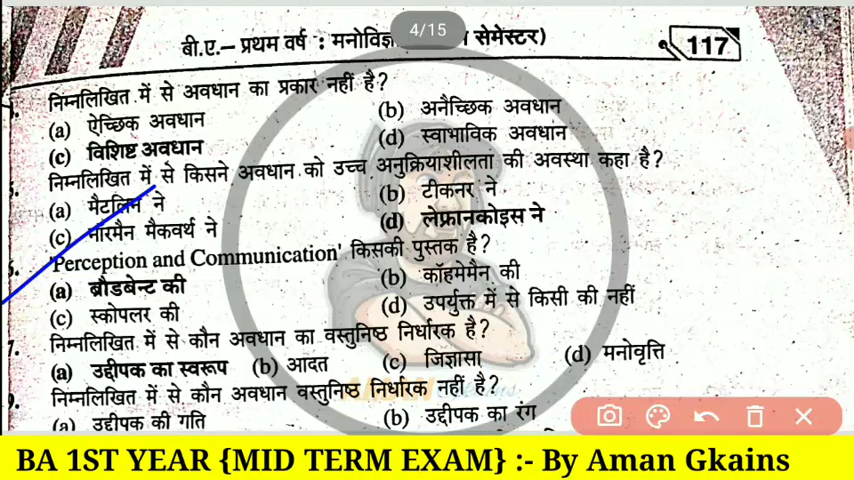 4/15
बी.ए.– प्रथम वर्ष : मनोविज्ञ सेमेस्टर)
117
निम्नलिखित में से अवधान का प्रकार नहीं है?
(a) ऐच्छिक अवधान (b) अनैच्छिक अवधान
(c) विशिष्ट अवधान (d) स्वाभाविक अवधान
निम्नलिखित में से किसने अवधान को उच्च अनुक्रियाशीलता की अवस्था कहा है?
(a) मैटलिन ने (b) टीकनर ने
(c) नॉरमैन मैकवर्थ ने (d) लेफ्रानकोइस ने
'Perception and Communication' किसकी पुस्तक है?
(a) ब्रौडबेन्ट की (b) कॉहमेमैन की
(c) स्कोपलर की (d) उपर्युक्त में से किसी की नहीं
7. निम्नलिखित में से कौन अवधान का वस्तुनिष्ठ निर्धारक है?
(a) उद्दीपक का स्वरूप (b) आदत (c) जिज्ञासा (d) मनोवृत्ति
9. निम्नलिखित में से कौन अवधान वस्तुनिष्ठ निर्धारक नहीं है?
(a) उद्दीपक की गति (b) उद्दीपक का रंग
BA 1ST YEAR {MID TERM EXAM} :- By Aman Gkains